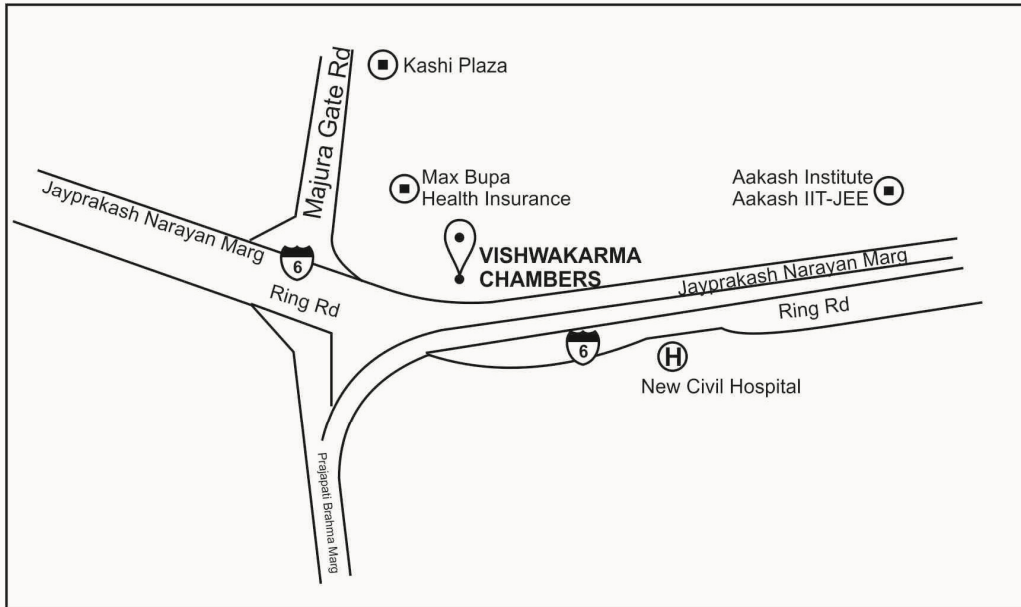 Majura Gate Rd
Kashi Plaza
Max Bupa
Health Insurance
Aakash Institute
Aakash IIT-JEE
Jayprakash Narayan Marg
6
VISHWAKARMA
CHAMBERS
Jayprakash Narayan Marg
Ring Rd
Ring Rd
6
H
New Civil Hospital
Prajapati Brahma Marg